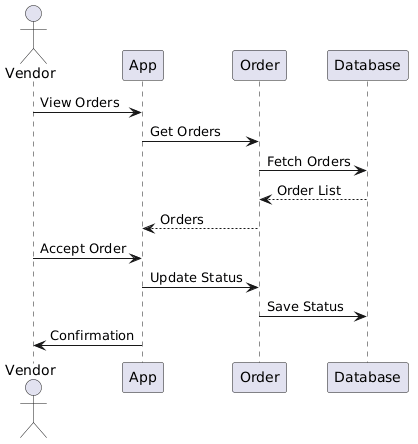 Vendor
App
Order
Database
View Orders
Get Orders
Fetch Orders
Order List
Orders
Accept Order
Update Status
Save Status
Confirmation
Vendor
App
Order
Database